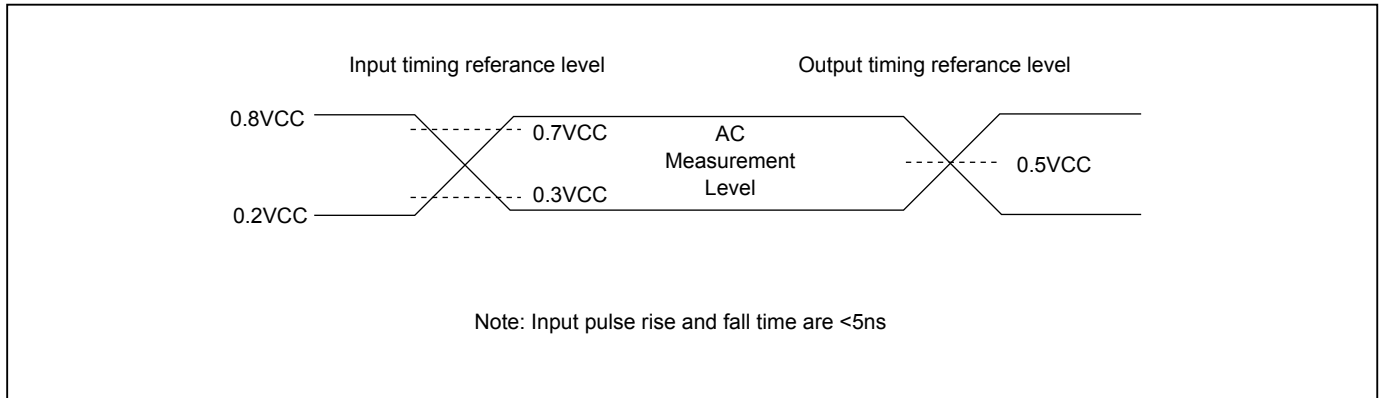 Input timing referance level
Output timing referance level
0.8VCC
0.7VCC
AC
Measurement
Level
0.5VCC
0.3VCC
0.2VCC
Note: Input pulse rise and fall time are <5ns